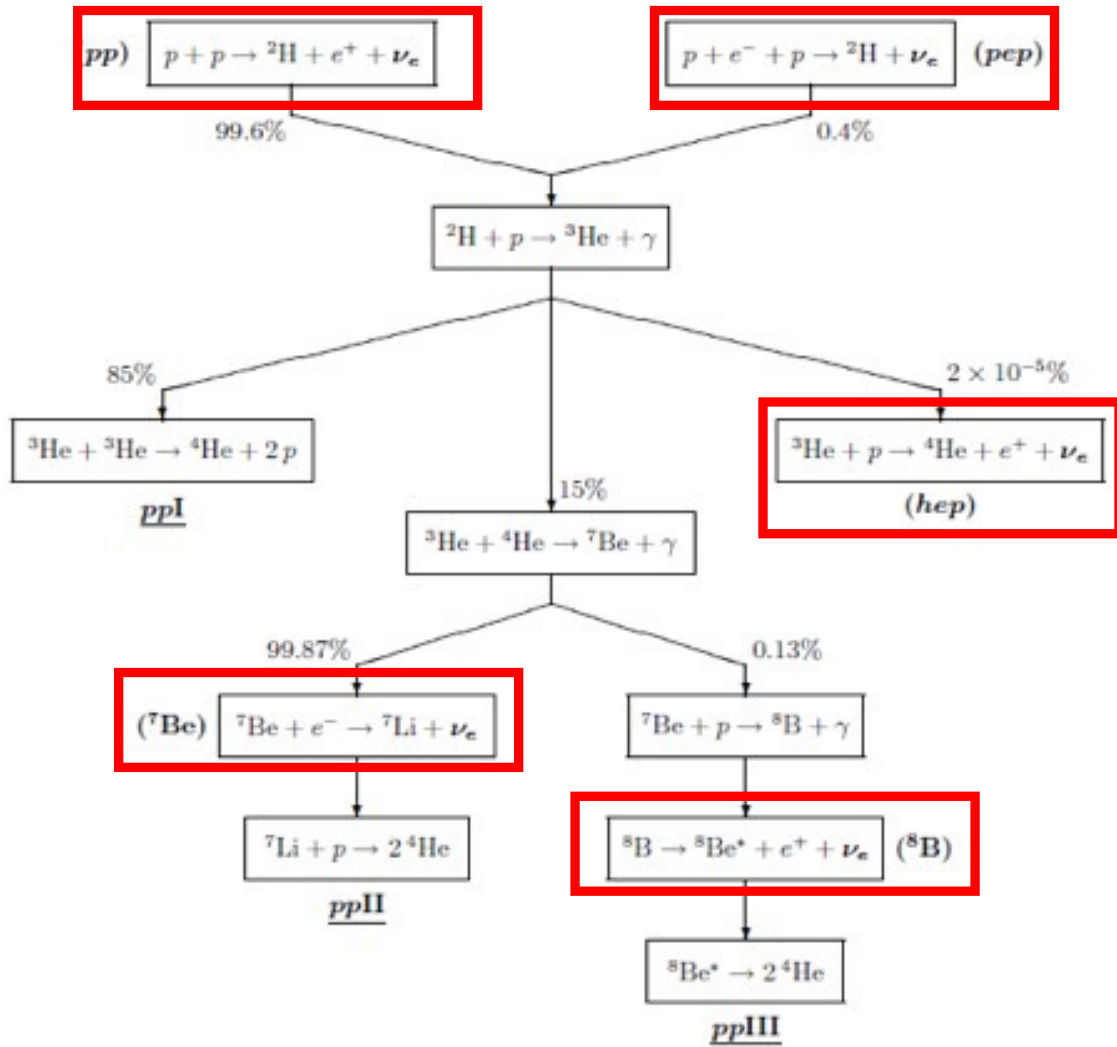 pp) p + p → ²H + e⁺ + νₑ
p + e⁻ + p → ²H + νₑ (pep)
99.6%
0.4%
²H + p → ³He + γ
85%
2 × 10⁻⁵%
³He + ³He → ⁴He + 2 p
³He + p → ⁴He + e⁺ + νₑ
ppI
15%
(hep)
³He + ⁴He → ⁷Be + γ
99.87%
0.13%
(⁷Be) ⁷Be + e⁻ → ⁷Li + νₑ
⁷Be + p → ⁸B + γ
⁷Li + p → 2 ⁴He
⁸B → ⁸Be* + e⁺ + νₑ (⁸B)
ppII
⁸Be* → 2 ⁴He
ppIII